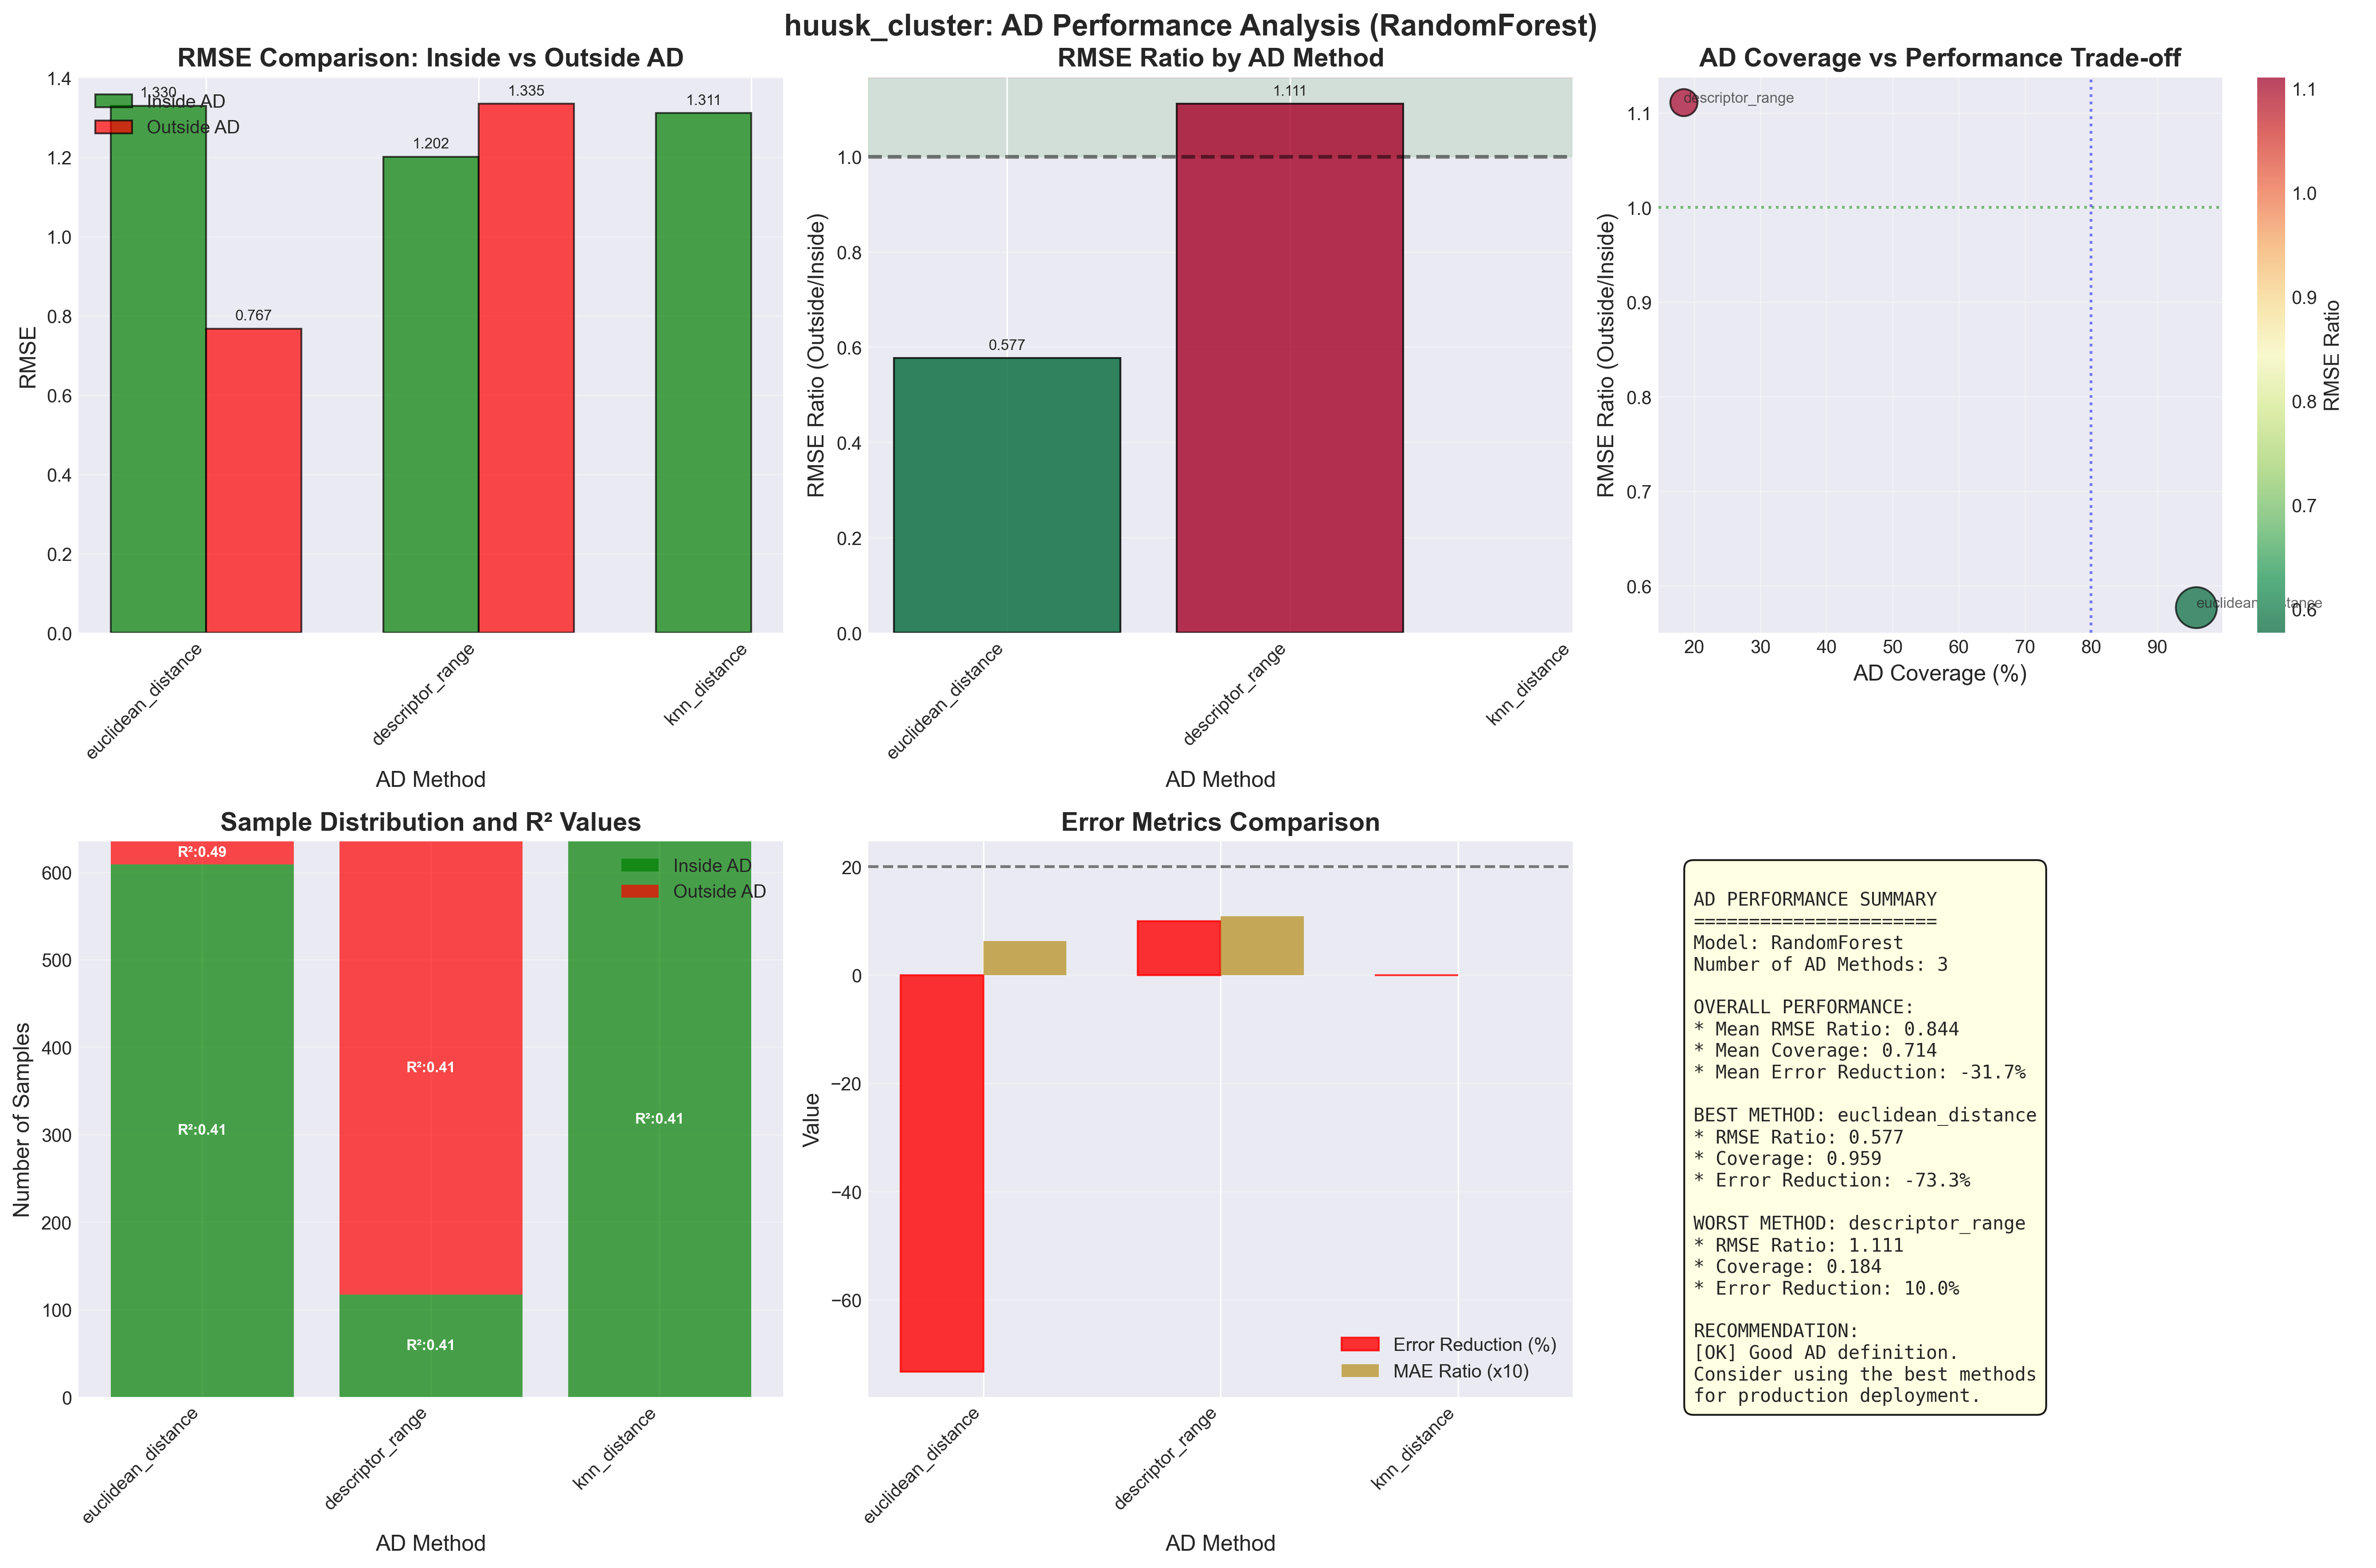 huusk_cluster: AD Performance Analysis (RandomForest)
RMSE Comparison: Inside vs Outside AD
1.4
1.2
1.0
0.8
0.6
0.4
0.2
0.0
RMSE
Inside AD
Outside AD
1.330
0.767
1.202
1.335
1.311
euclidean_distance
descriptor_range
knn_distance
AD Method
RMSE Ratio by AD Method
1.0
0.8
0.6
0.4
0.2
0.0
RMSE Ratio (Outside/Inside)
0.577
1.111
euclidean_distance
descriptor_range
knn_distance
AD Method
AD Coverage vs Performance Trade-off
1.1
1.0
0.9
0.8
0.7
0.6
RMSE Ratio (Outside/Inside)
descriptor_range
euclidean_distance
20
30
40
50
60
70
80
90
AD Coverage (%)
1.1
1.0
0.9
0.8
0.7
0.6
RMSE Ratio
Sample Distribution and R² Values
600
500
400
300
200
100
0
Number of Samples
Inside AD
Outside AD
R²:0.49
R²:0.41
R²:0.41
R²:0.41
R²:0.41
euclidean_distance
descriptor_range
knn_distance
AD Method
Error Metrics Comparison
20
0
−20
−40
−60
Value
Error Reduction (%)
MAE Ratio (x10)
euclidean_distance
descriptor_range
knn_distance
AD Method
AD PERFORMANCE SUMMARY
======================
Model: RandomForest
Number of AD Methods: 3
OVERALL PERFORMANCE:
* Mean RMSE Ratio: 0.844
* Mean Coverage: 0.714
* Mean Error Reduction: -31.7%
BEST METHOD: euclidean_distance
* RMSE Ratio: 0.577
* Coverage: 0.959
* Error Reduction: -73.3%
WORST METHOD: descriptor_range
* RMSE Ratio: 1.111
* Coverage: 0.184
* Error Reduction: 10.0%
RECOMMENDATION:
[OK] Good AD definition.
Consider using the best methods
for production deployment.